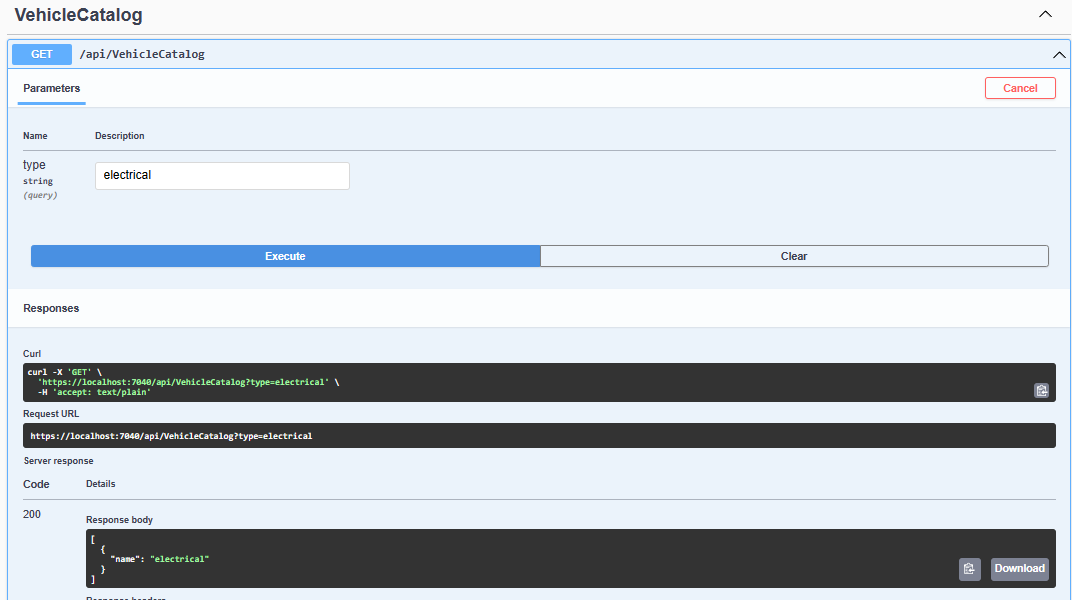 VehicleCatalog
GET /api/VehicleCatalog
Parameters
Cancel
Name Description
type
string
(query)
electrical
Execute Clear
Responses
Curl
curl -X 'GET' \
'https://localhost:7040/api/VehicleCatalog?type=electrical' \
-H 'accept: text/plain'
Request URL
https://localhost:7040/api/VehicleCatalog?type=electrical
Server response
Code Details
200
Response body
[
{
"name": "electrical"
}
]
Download
Response headers